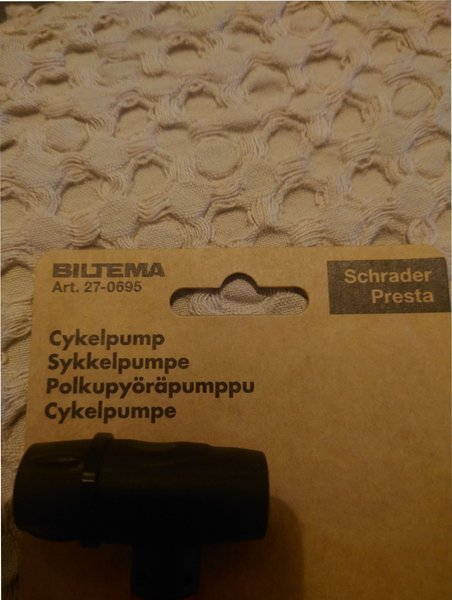 BILTEMA
Art. 27-0695
Schrader
Presta
Cykelpump
Sykkelpumpe
Polkupyöräpumppu
Cykelpumpe